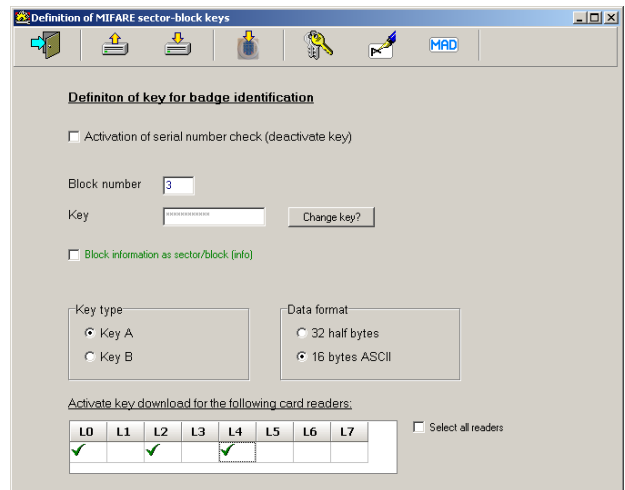 Definition of MIFARE sector-block keys
MAD
Definiton of key for badge identification
Activation of serial number check (deactivate key)
Block number 3
Key ×××××××××××× Change key?
Block information as sector/block (info)
Key type Data format
Key A 32 half bytes
Key B 16 bytes ASCII
Activate key download for the following card readers:
L0 L1 L2 L3 L4 L5 L6 L7 Select all readers